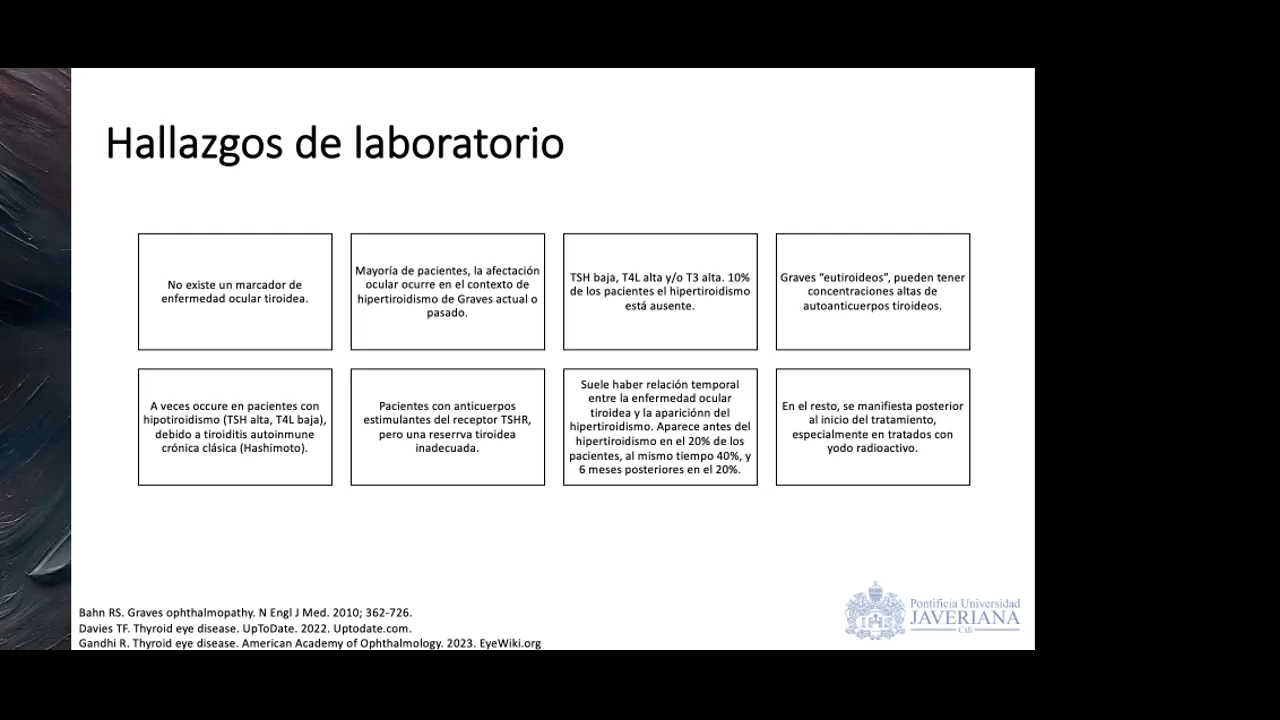 Hallazgos de laboratorio
No existe un marcador de
enfermedad ocular tiroidea.
Mayoría de pacientes, la afectación
ocular ocurre en el contexto de
hipertiroidismo de Graves actual o
pasado.
TSH baja, T4L alta y/o T3 alta. 10%
de los pacientes el hipertiroidismo
está ausente.
Graves “eutiroideos”, pueden tener
concentraciones altas de
autoanticuerpos tiroideos.
A veces occure en pacientes con
hipotiroidismo (TSH alta, T4L baja),
debido a tiroiditis autoinmune
crónica clásica (Hashimoto).
Pacientes con anticuerpos
estimulantes del receptor TSHR,
pero una reserrva tiroidea
inadecuada.
Suele haber relación temporal
entre la enfermedad ocular
tiroidea y la apariciónn del
hipertiroidismo. Aparece antes del
hipertiroidismo en el 20% de los
pacientes, al mismo tiempo 40%, y
6 meses posteriores en el 20%.
En el resto, se manifiesta posterior
al inicio del tratamiento,
especialmente en tratados con
yodo radioactivo.
Bahn RS. Graves ophthalmopathy. N Engl J Med. 2010; 362-726.
Davies TF. Thyroid eye disease. UpToDate. 2022. Uptodate.com.
Gandhi R. Thyroid eye disease. American Academy of Ophthalmology. 2023. EyeWiki.org
Pontificia Universidad
JAVERIANA
Cali